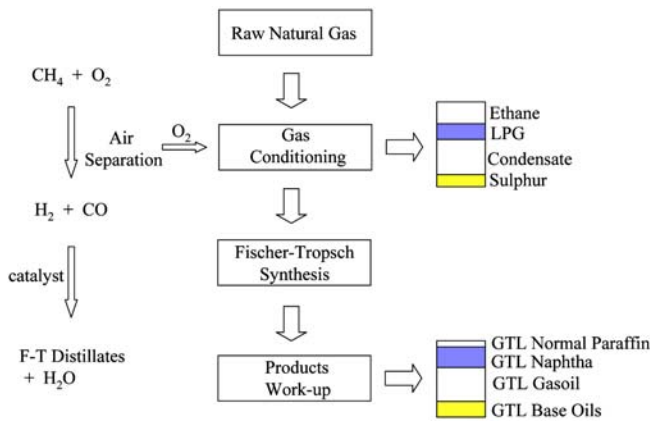 Raw Natural Gas
CH₄ + O₂
Air
Separation
O₂
Gas
Conditioning
Ethane
LPG
Condensate
Sulphur
H₂ + CO
catalyst
Fischer-Tropsch
Synthesis
F-T Distillates
+ H₂O
Products
Work-up
GTL Normal Paraffin
GTL Naphtha
GTL Gasoil
GTL Base Oils